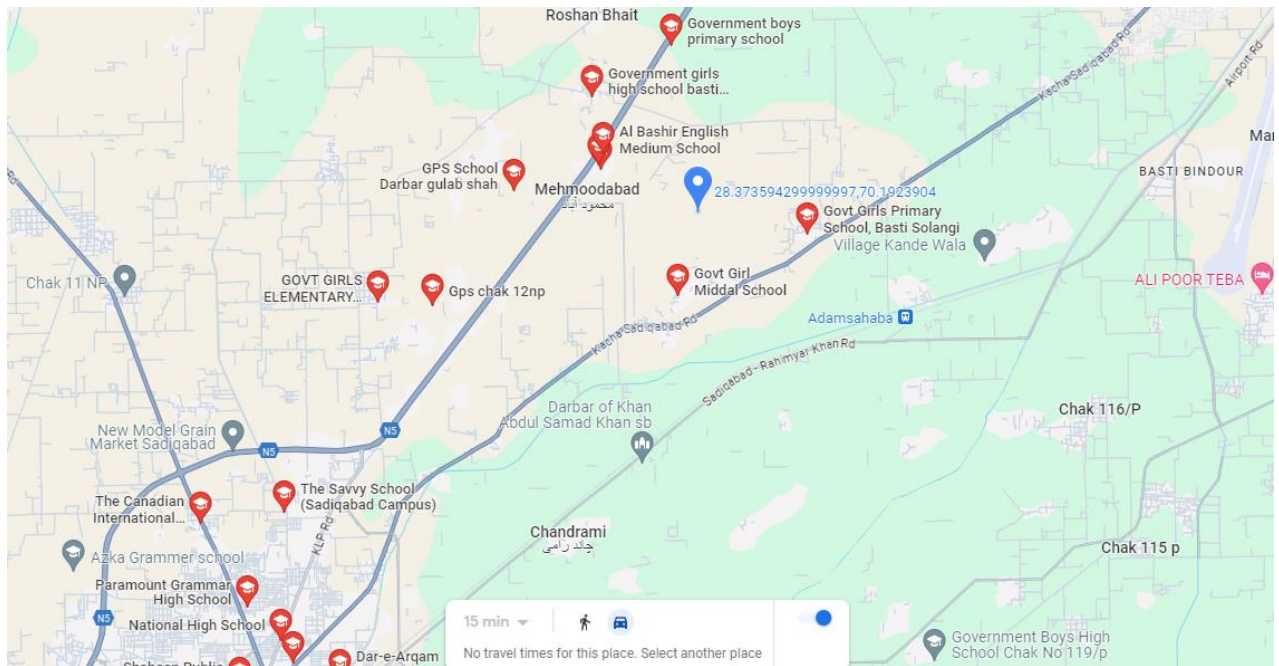 Roshan Bhait
Government boys
primary school
Kacha Sadiqabad Rd
Airport Rd
Government girls
high school basti...
Al Bashir English
Medium School
Mar
GPS School
Darbar gulab shah
Mehmoodabad
محمود آباد
28.373594299999997,70.1923904
BASTI BINDOUR
Govt Girls Primary
School, Basti Solangi
Village Kande Wala
Rd
Chak 11 NP
GOVT GIRLS
ELEMENTARY...
Gps chak 12np
Govt Girl
Middal School
ALI POOR TEBA
Adamsahaba
Kacha Sadiqabad Rd
Sadiqabad - Rahimyar Khan Rd
Darbar of Khan
Abdul Samad Khan sb
Chak 116/P
New Model Grain
Market Sadiqabad
N5
N5
The Canadian
International...
The Savvy School
(Sadiqabad Campus)
KLP Rd
Chandrami
چاند رامی
Chak 115 p
Azka Grammer school
Paramount Grammar
High School
N5
National High School
15 min
No travel times for this place. Select another place
Government Boys High
School Chak No 119/p
Shaheen Public
Dar-e-Arqam